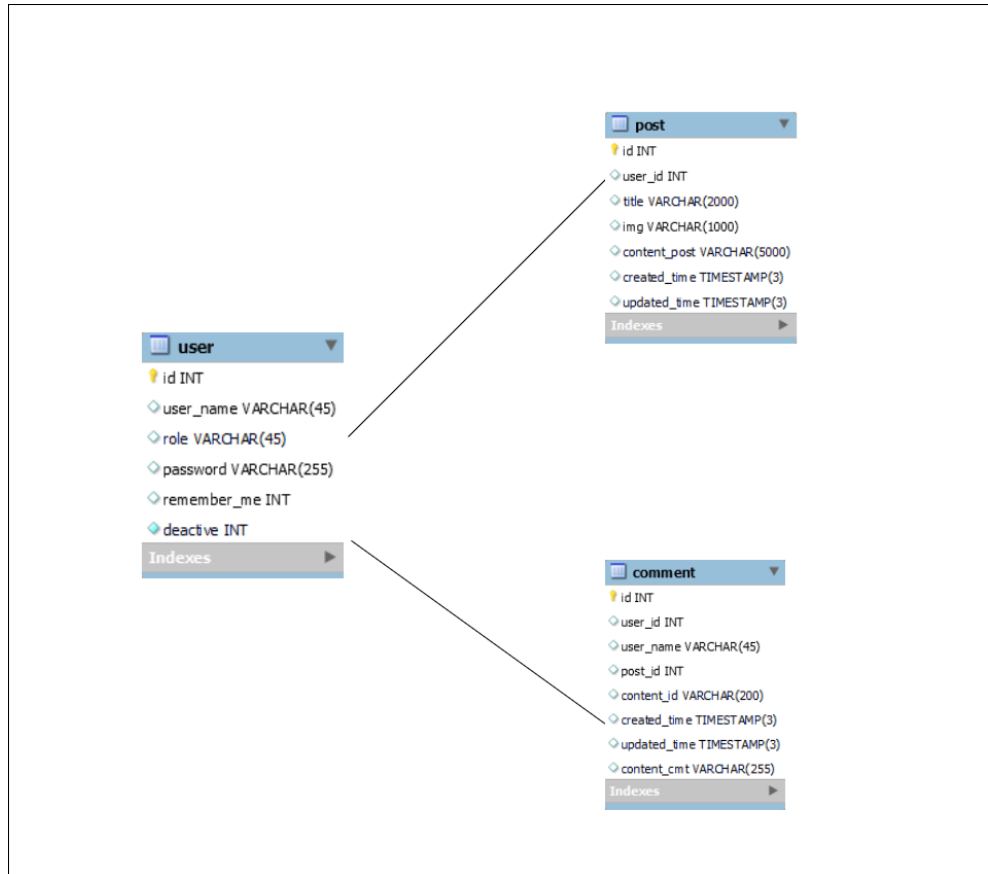 post
id INT
user_id INT
title VARCHAR(2000)
img VARCHAR(1000)
content_post VARCHAR(5000)
created_time TIMESTAMP(3)
updated_time TIMESTAMP(3)
Indexes
user
id INT
user_name VARCHAR(45)
role VARCHAR(45)
password VARCHAR(255)
remember_me INT
deactive INT
Indexes
comment
id INT
user_id INT
user_name VARCHAR(45)
post_id INT
content_id VARCHAR(200)
created_time TIMESTAMP(3)
updated_time TIMESTAMP(3)
content_cmt VARCHAR(255)
Indexes